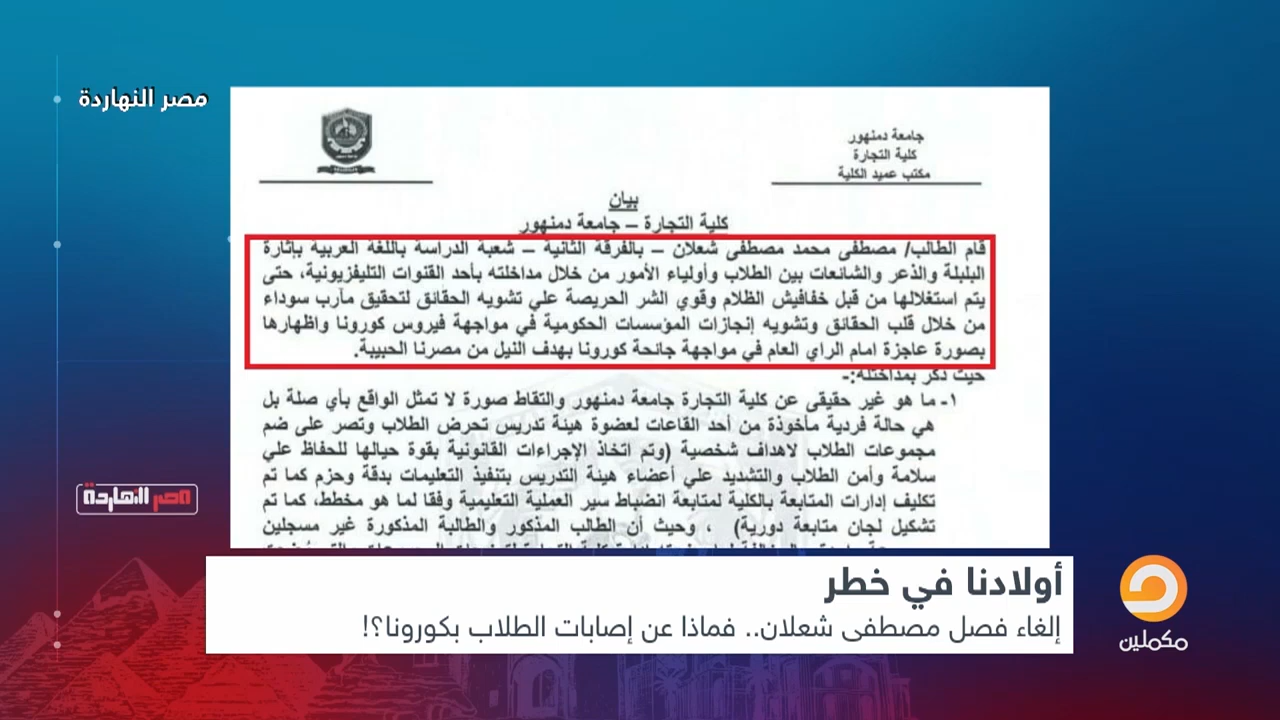 مصر النهاردة
جامعة دمنهور
كلية التجارة
مكتب عميد الكلية
بيان
كلية التجارة – جامعة دمنهور
قام الطالب/ مصطفى محمد مصطفى شعلان – بالفرقة الثانية – شعبة الدراسة باللغة العربية بإثارة
البلبلة والذعر والشائعات بين الطلاب وأولياء الأمور من خلال مداخلته بأحد القنوات التليفزيونية، حتى
يتم استغلالها من قبل خفافيش الظلام وقوي الشر الحريصة علي تشويه الحقائق لتحقيق مآرب سوداء
من خلال قلب الحقائق وتشويه إنجازات المؤسسات الحكومية في مواجهة فيروس كورونا واظهارها
بصورة عاجزة امام الراي العام في مواجهة جائحة كورونا بهدف النيل من مصرنا الحبيبة.
حيث ذكر بمداخلته:-
١- ما هو غير حقيقى عن كلية التجارة جامعة دمنهور والتقاط صورة لا تمثل الواقع بأي صلة بل
هي حالة فردية مأخوذة من أحد القاعات لعضوة هيئة تدريس تحرض الطلاب وتصر على ضم
مجموعات الطلاب لاهداف شخصية (وتم اتخاذ الإجراءات القانونية بقوة حيالها للحفاظ علي
سلامة وأمن الطلاب والتشديد علي أعضاء هيئة التدريس بتنفيذ التعليمات بدقة وحزم كما تم
تكليف إدارات المتابعة بالكلية لمتابعة انضباط سير العملية التعليمية وفقا لما هو مخطط، كما تم
تشكيل لجان متابعة دورية) ، وحيث أن الطالب المذكور والطالبة المذكورة غير مسجلين
مصر النهاردة
أولادنا في خطر
إلغاء فصل مصطفى شعلان.. فماذا عن إصابات الطلاب بكورونا؟!
مكملين